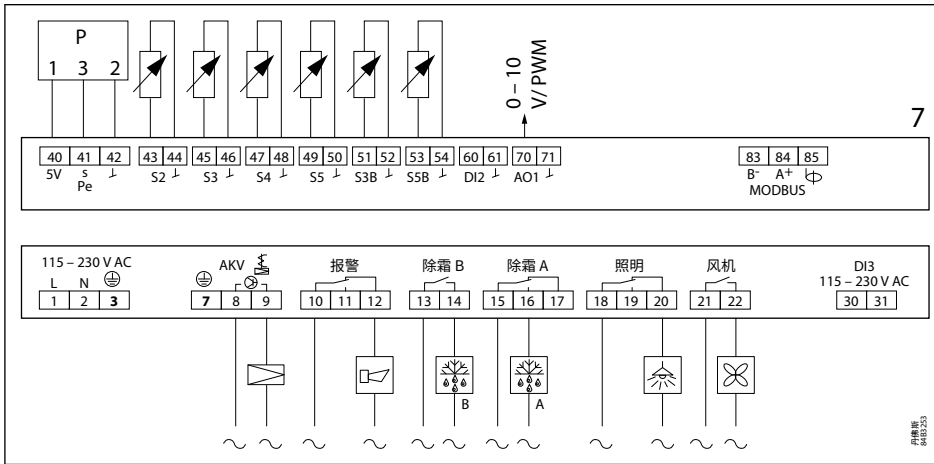 P
1 3 2
0 – 10
V/ PWM
7
40 41 42 43 44 45 46 47 48 49 50 51 52 53 54 60 61 70 71 83 84 85
5V s S2 S3 S4 S5 S3B S5B DI2 AO1 B- A+
Pe MODBUS
115 – 230 V AC AKV 报警 除霜 B 除霜 A 照明 风机 DI3
L N 115 – 230 V AC
1 2 3 7 8 9 10 11 12 13 14 15 16 17 18 19 20 21 22 30 31
B A
丹佛斯
84B3253